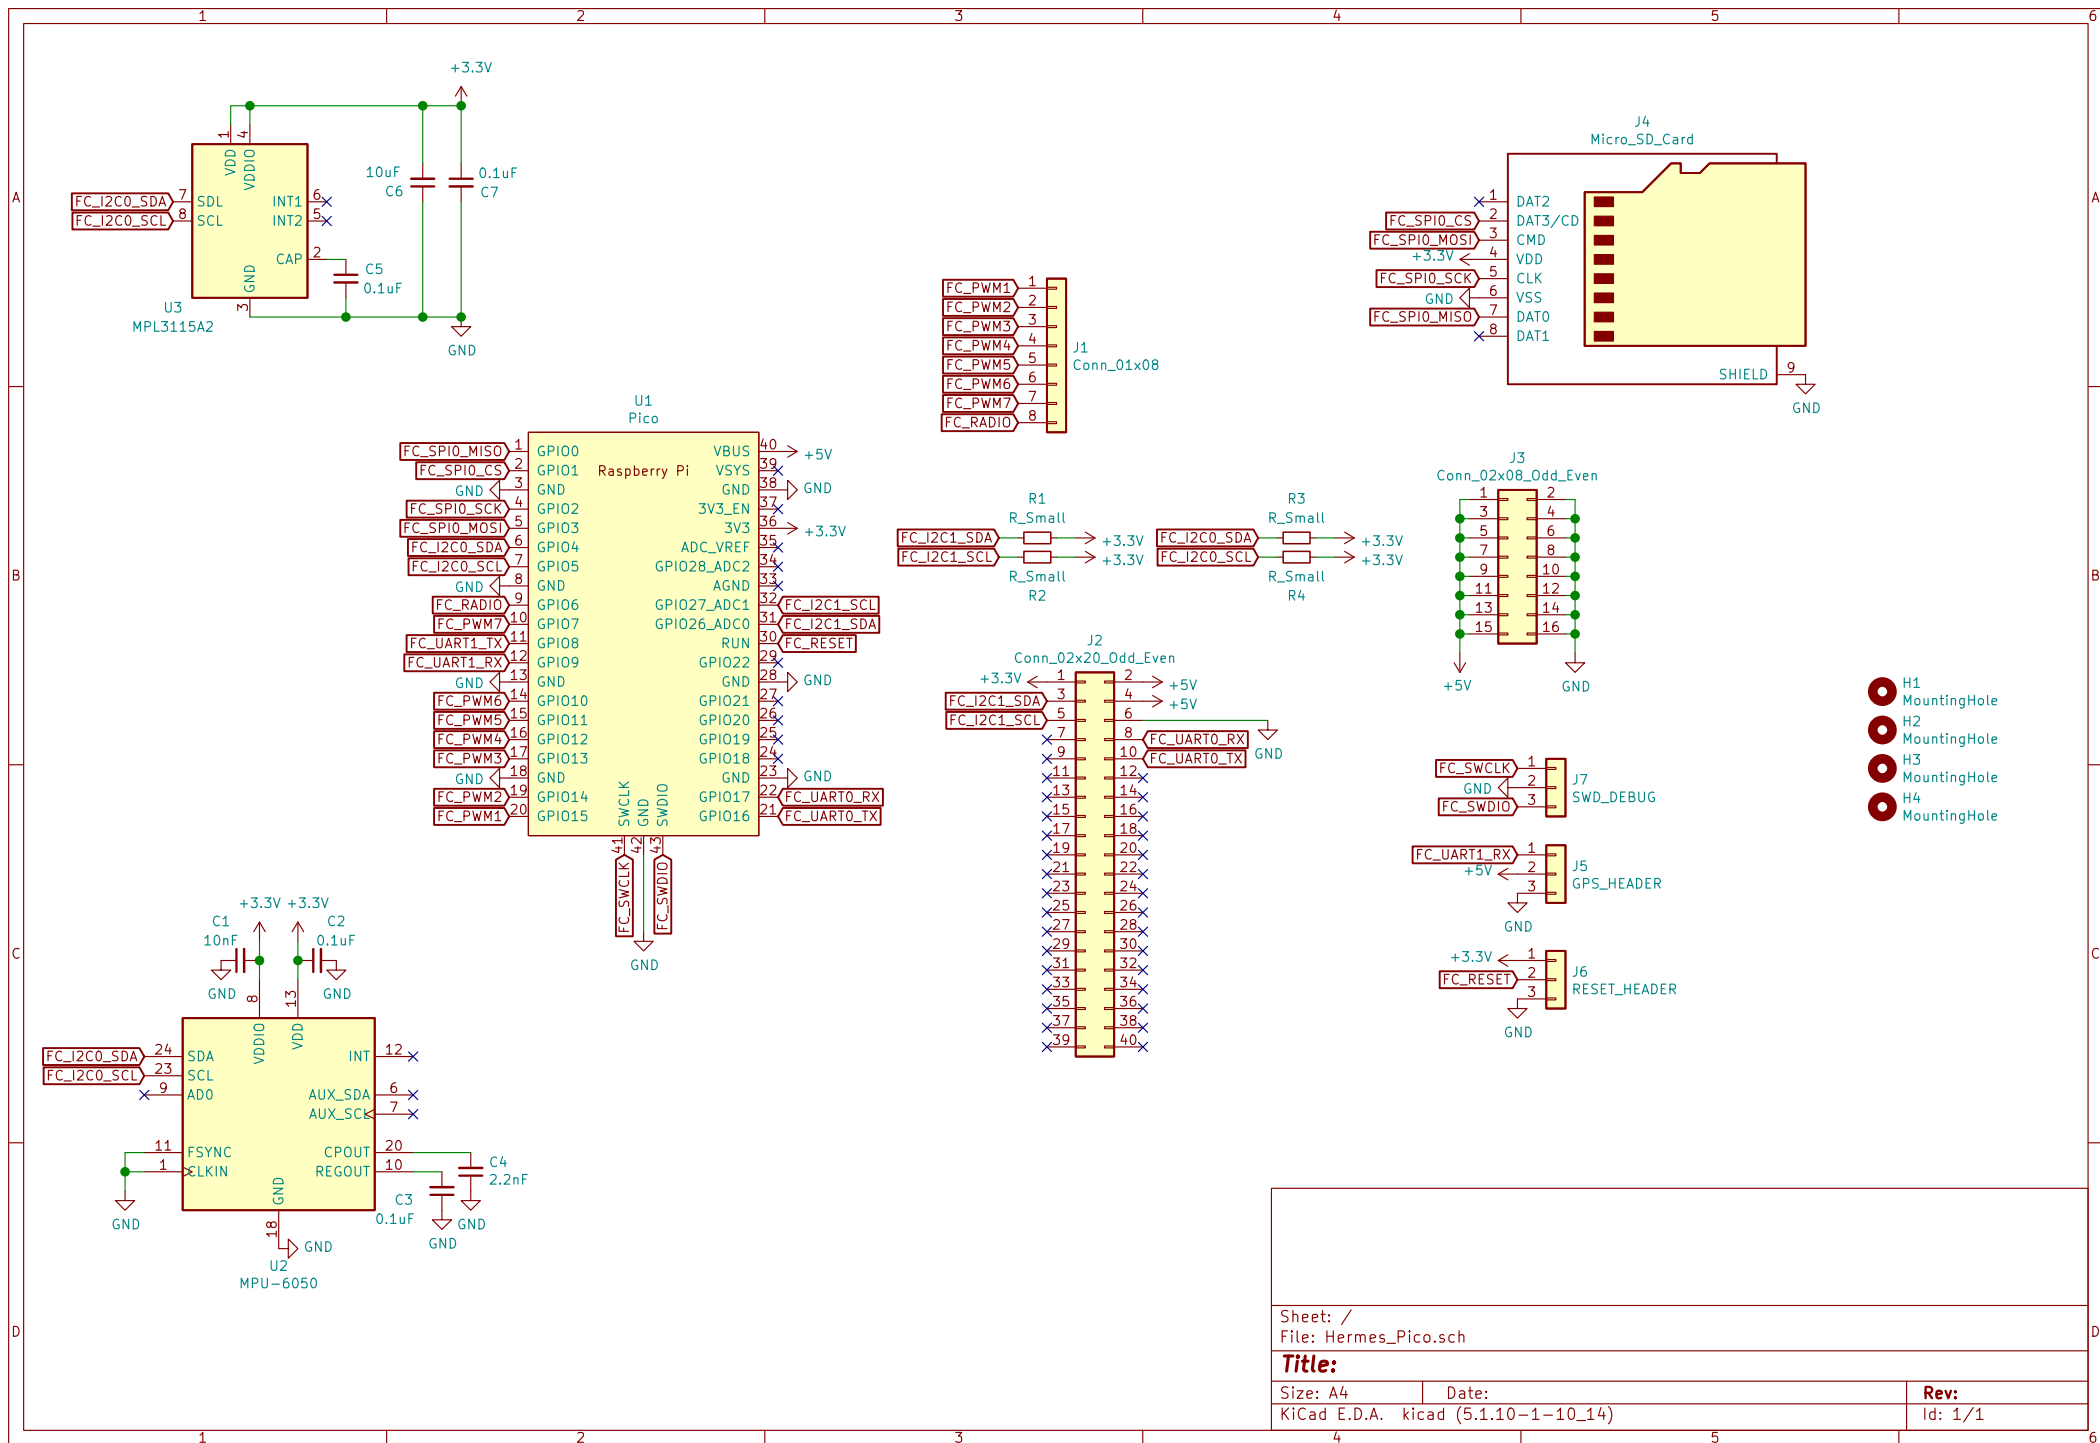 1 2 3 4 5 6
A
B
C
D
A
B
C
D
+3.3V
1 VDD
4 VDDIO
FC_I2C0_SDA 7 SDL
FC_I2C0_SCL 8 SCL
INT1 6
INT2 5
CAP 2
GND 3
U3
MPL3115A2
C5
0.1uF
10uF
C6
0.1uF
C7
GND
U1
Pico
Raspberry Pi
FC_SPI0_MISO 1 GPIO0
FC_SPI0_CS 2 GPIO1
GND 3 GND
FC_SPI0_SCK 4 GPIO2
FC_SPI0_MOSI 5 GPIO3
FC_I2C0_SDA 6 GPIO4
FC_I2C0_SCL 7 GPIO5
GND 8 GND
FC_RADIO 9 GPIO6
FC_PWM7 10 GPIO7
FC_UART1_TX 11 GPIO8
FC_UART1_RX 12 GPIO9
GND 13 GND
FC_PWM6 14 GPIO10
FC_PWM5 15 GPIO11
FC_PWM4 16 GPIO12
FC_PWM3 17 GPIO13
GND 18 GND
FC_PWM2 19 GPIO14
FC_PWM1 20 GPIO15
VBUS 40 +5V
VSYS 39
GND 38 GND
3V3_EN 37
3V3 36 +3.3V
ADC_VREF 35
GPIO28_ADC2 34
AGND 33
GPIO27_ADC1 32 FC_I2C1_SCL
GPIO26_ADC0 31 FC_I2C1_SDA
RUN 30 FC_RESET
GPIO22 29
GND 28 GND
GPIO21 27
GPIO20 26
GPIO19 25
GPIO18 24
GND 23 GND
GPIO17 22 FC_UART0_RX
GPIO16 21 FC_UART0_TX
SWCLK 41 FC_SWCLK
GND 42
SWDIO 43 FC_SWDIO
GND
+3.3V +3.3V
C1
10nF
C2
0.1uF
GND
GND
8 VDDIO
13 VDD
FC_I2C0_SDA 24 SDA
FC_I2C0_SCL 23 SCL
9 AD0
11 FSYNC
1 CLKIN
GND
INT 12
AUX_SDA 6
AUX_SCL 7
CPOUT 20
REGOUT 10
C4
2.2nF
C3
0.1uF
GND
GND
GND 18
GND
U2
MPU-6050
FC_PWM1 1
FC_PWM2 2
FC_PWM3 3
FC_PWM4 4
FC_PWM5 5
FC_PWM6 6
FC_PWM7 7
FC_RADIO 8
J1
Conn_01x08
R1
R_Small
FC_I2C1_SDA +3.3V
FC_I2C1_SCL +3.3V
R_Small
R2
R3
R_Small
FC_I2C0_SDA +3.3V
FC_I2C0_SCL +3.3V
R_Small
R4
J2
Conn_02x20_Odd_Even
+3.3V 1 2 +5V
FC_I2C1_SDA 3 4 +5V
FC_I2C1_SCL 5 6 GND
7 8 FC_UART0_RX
9 10 FC_UART0_TX
11 12
13 14
15 16
17 18
19 20
21 22
23 24
25 26
27 28
29 30
31 32
33 34
35 36
37 38
39 40
J4
Micro_SD_Card
1 DAT2
FC_SPI0_CS 2 DAT3/CD
FC_SPI0_MOSI 3 CMD
+3.3V 4 VDD
FC_SPI0_SCK 5 CLK
GND 6 VSS
FC_SPI0_MISO 7 DAT0
8 DAT1
SHIELD 9
GND
J3
Conn_02x08_Odd_Even
1 2
3 4
5 6
7 8
9 10
11 12
13 14
15 16
+5V
GND
FC_SWCLK 1
GND 2
FC_SWDIO 3
J7
SWD_DEBUG
FC_UART1_RX 1
+5V 2
3
GND
J5
GPS_HEADER
+3.3V 1
FC_RESET 2
3
GND
J6
RESET_HEADER
H1
MountingHole
H2
MountingHole
H3
MountingHole
H4
MountingHole
Sheet: /
File: Hermes_Pico.sch
Title:
Size: A4 Date: Rev:
KiCad E.D.A. kicad (5.1.10-1-10_14) Id: 1/1
1 2 3 4 5 6